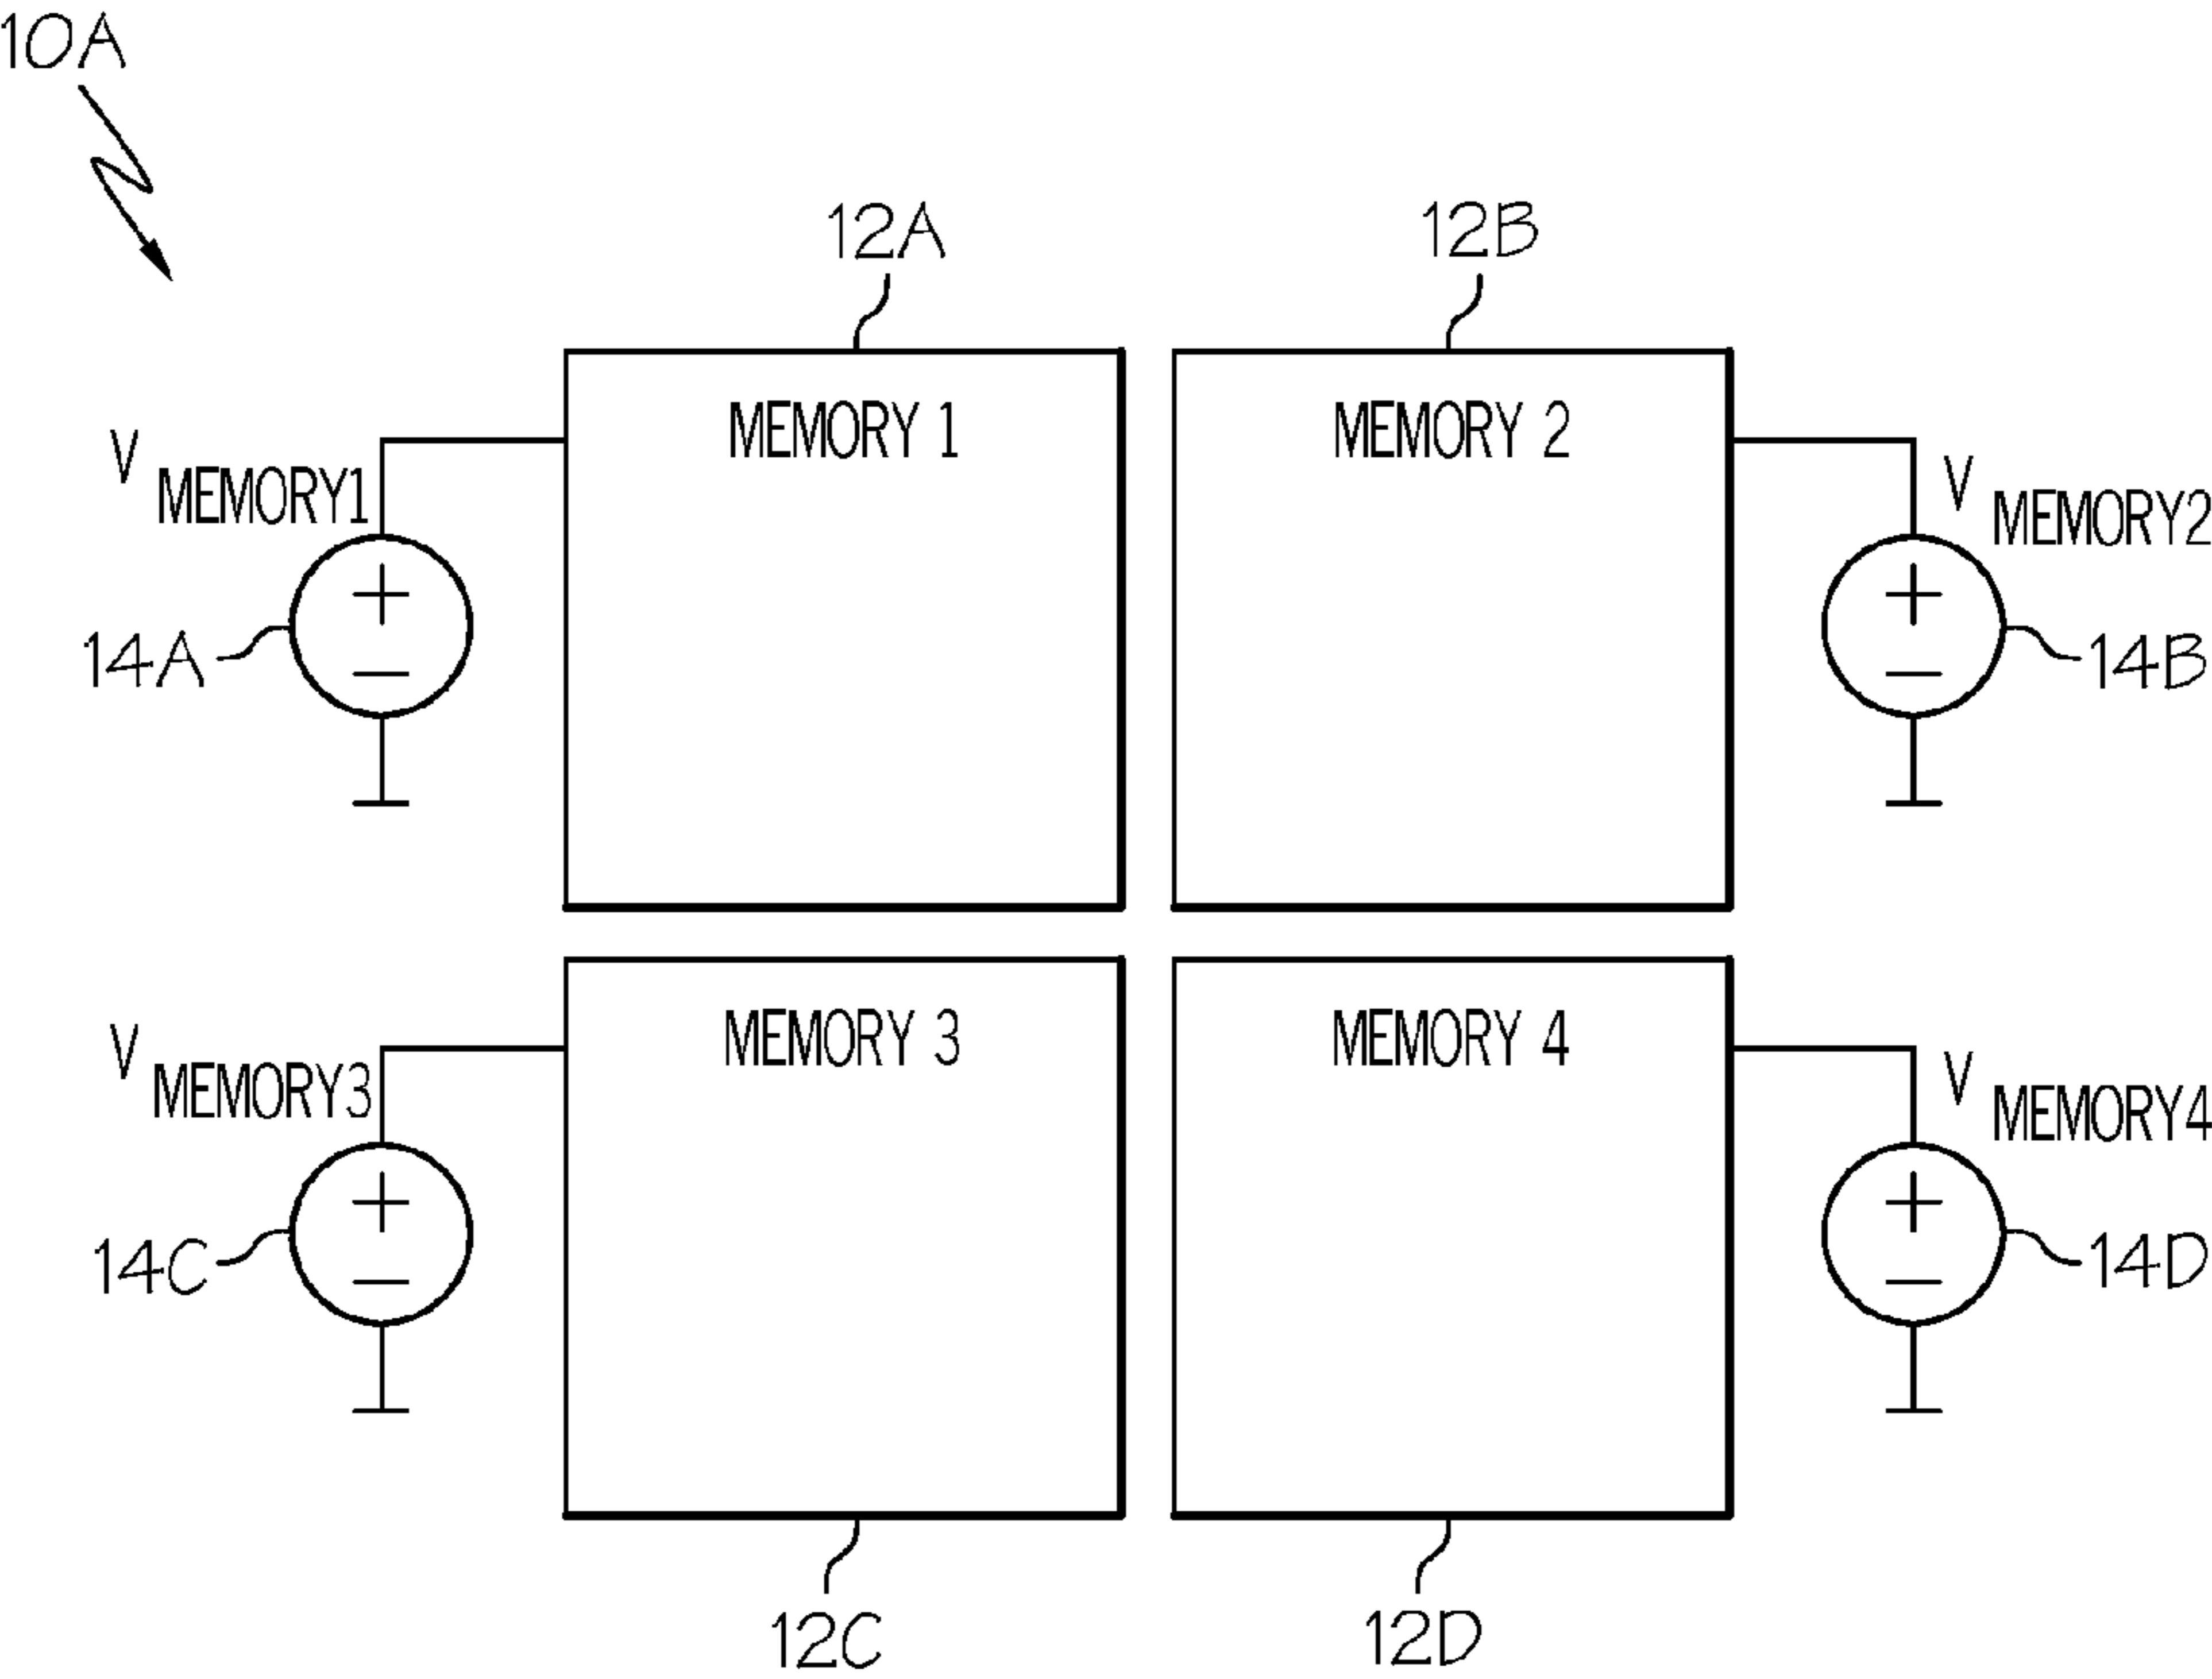 10A
12A
12B
MEMORY 1
MEMORY 2
V MEMORY1
V MEMORY2
14A
14B
MEMORY 3
MEMORY 4
V MEMORY3
V MEMORY4
14C
14D
12C
12D